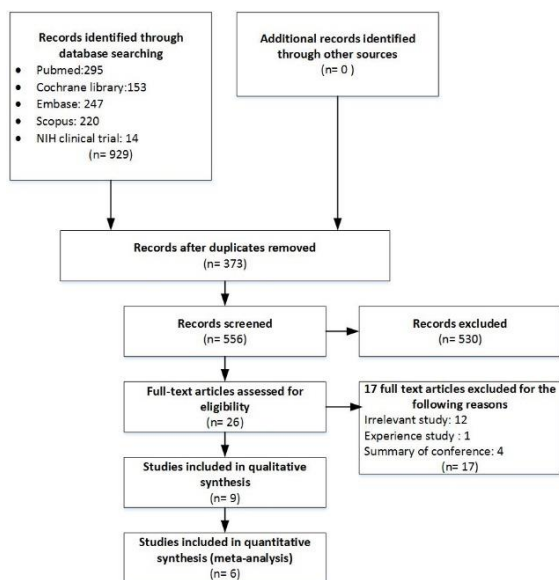 Records identified through
database searching
• Pubmed:295
• Cochrane library:153
• Embase: 247
• Scopus: 220
• NIH clinical trial: 14
(n= 929)
Additional records identified
through other sources
(n= 0 )
Records after duplicates removed
(n= 373)
Records screened
(n= 556)
Records excluded
(n= 530)
Full-text articles assessed for
eligibility
(n= 26)
17 full text articles excluded for the
following reasons
Irrelevant study: 12
Experience study : 1
Summary of conference: 4
(n= 17)
Studies included in qualitative
synthesis
(n= 9)
Studies included in quantitative
synthesis (meta-analysis)
(n= 6)